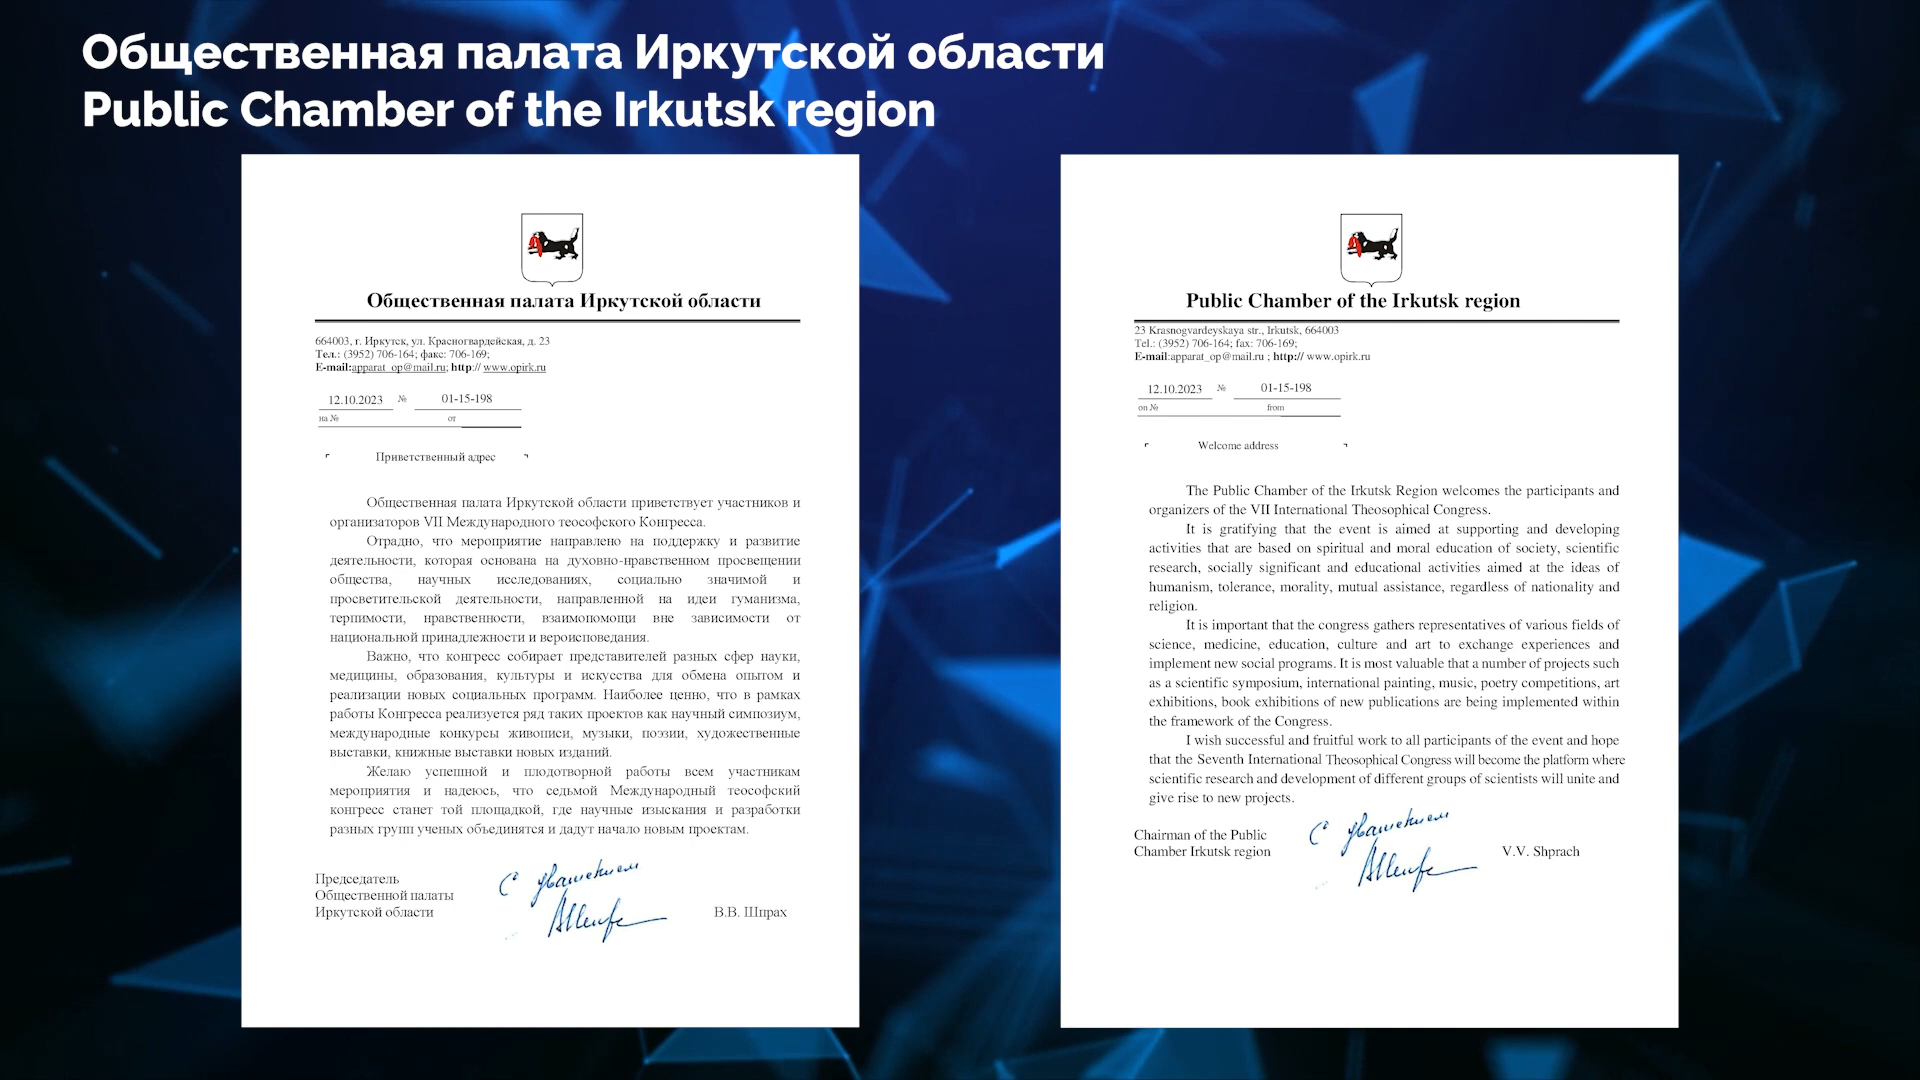 Общественная палата Иркутской области
Public Chamber of the Irkutsk region
Общественная палата Иркутской области
664003, г. Иркутск, ул. Красногвардейская, д. 23
Тел.: (3952) 706-164; факс: 706-169;
E-mail:apparat_op@mail.ru; http:// www.opirk.ru
12.10.2023 № 01-15-198
на № от
Приветственный адрес
Общественная палата Иркутской области приветствует участников и
организаторов VII Международного теософского Конгресса.
Отрадно, что мероприятие направлено на поддержку и развитие
деятельности, которая основана на духовно-нравственном просвещении
общества, научных исследованиях, социально значимой и
просветительской деятельности, направленной на идеи гуманизма,
терпимости, нравственности, взаимопомощи вне зависимости от
национальной принадлежности и вероисповедания.
Важно, что конгресс собирает представителей разных сфер науки,
медицины, образования, культуры и искусства для обмена опытом и
реализации новых социальных программ. Наиболее ценно, что в рамках
работы Конгресса реализуется ряд таких проектов как научный симпозиум,
международные конкурсы живописи, музыки, поэзии, художественные
выставки, книжные выставки новых изданий.
Желаю успешной и плодотворной работы всем участникам
мероприятия и надеюсь, что седьмой Международный теософский
конгресс станет той площадкой, где научные изыскания и разработки
разных групп ученых объединятся и дадут начало новым проектам.
С уважением
Председатель
Общественной палаты
Иркутской области В.В. Шпрах
Public Chamber of the Irkutsk region
23 Krasnogvardeyskaya str., Irkutsk, 664003
Tel.: (3952) 706-164; fax: 706-169;
E-mail:apparat_op@mail.ru ; http:// www.opirk.ru
12.10.2023 № 01-15-198
on № from
Welcome address
The Public Chamber of the Irkutsk Region welcomes the participants and
organizers of the VII International Theosophical Congress.
It is gratifying that the event is aimed at supporting and developing
activities that are based on spiritual and moral education of society, scientific
research, socially significant and educational activities aimed at the ideas of
humanism, tolerance, morality, mutual assistance, regardless of nationality and
religion.
It is important that the congress gathers representatives of various fields of
science, medicine, education, culture and art to exchange experiences and
implement new social programs. It is most valuable that a number of projects such
as a scientific symposium, international painting, music, poetry competitions, art
exhibitions, book exhibitions of new publications are being implemented within
the framework of the Congress.
I wish successful and fruitful work to all participants of the event and hope
that the Seventh International Theosophical Congress will become the platform where
scientific research and development of different groups of scientists will unite and
give rise to new projects.
С уважением
Chairman of the Public
Chamber Irkutsk region V.V. Shprach